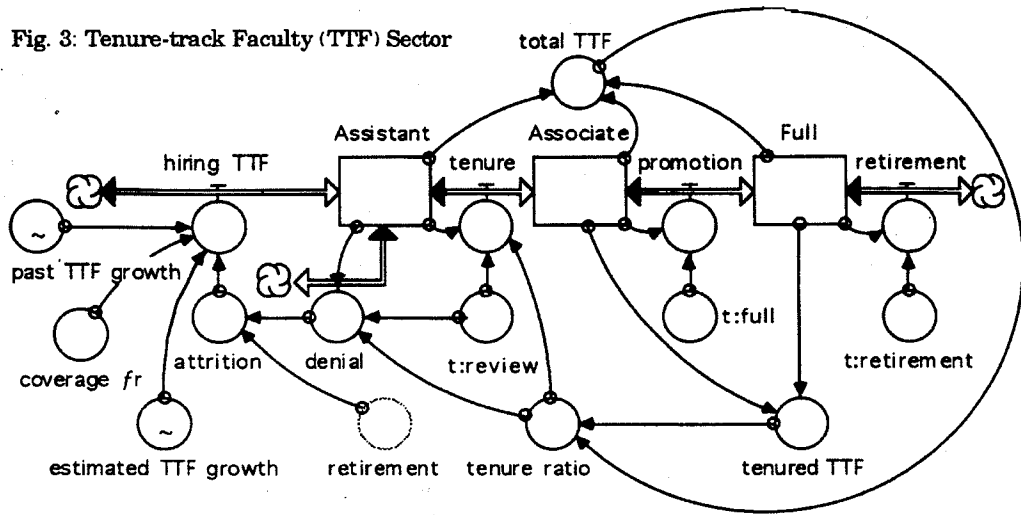 Fig. 3: Tenure-track Faculty (TTF) Sector
total TTF
Assistant
Associate
Full
hiring TTF
tenure
promotion
retirement
~
past TTF growth
t:full
attrition
denial
t:review
t:retirement
coverage fr
~
estimated TTF growth
retirement
tenure ratio
tenured TTF